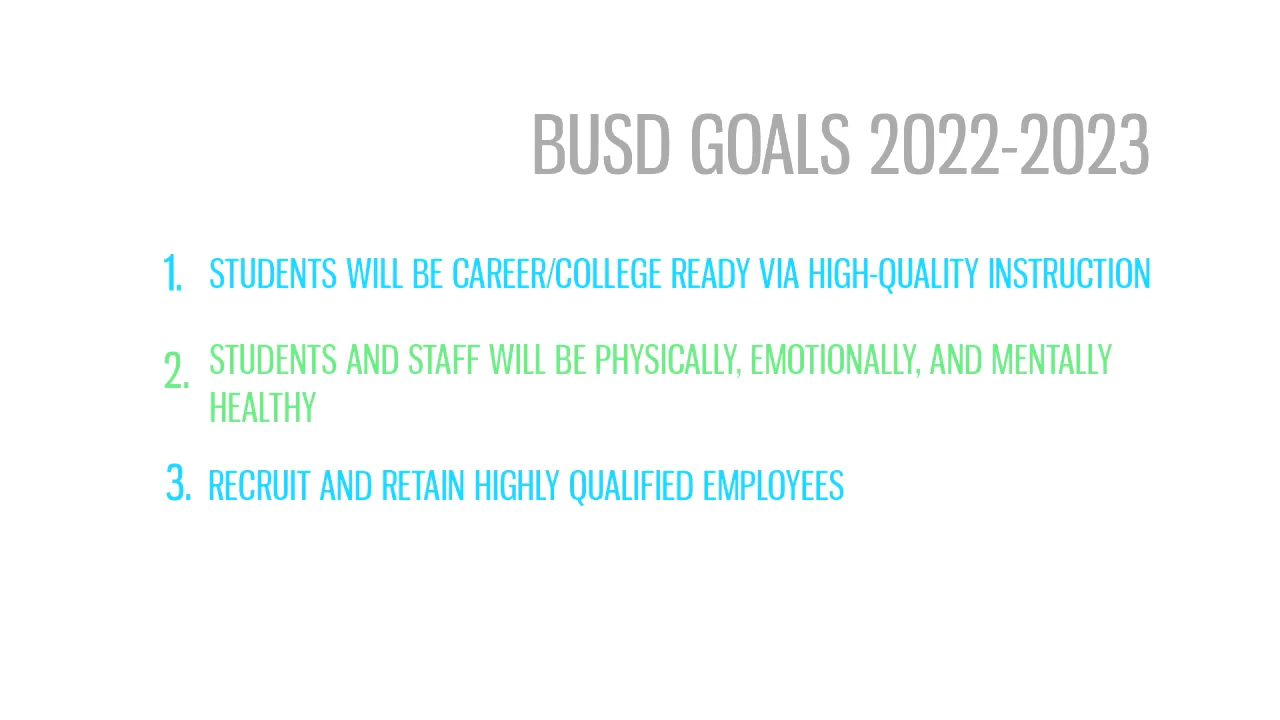 BUSD GOALS 2022-2023
1. STUDENTS WILL BE CAREER/COLLEGE READY VIA HIGH-QUALITY INSTRUCTION
2. STUDENTS AND STAFF WILL BE PHYSICALLY, EMOTIONALLY, AND MENTALLY
HEALTHY
3. RECRUIT AND RETAIN HIGHLY QUALIFIED EMPLOYEES